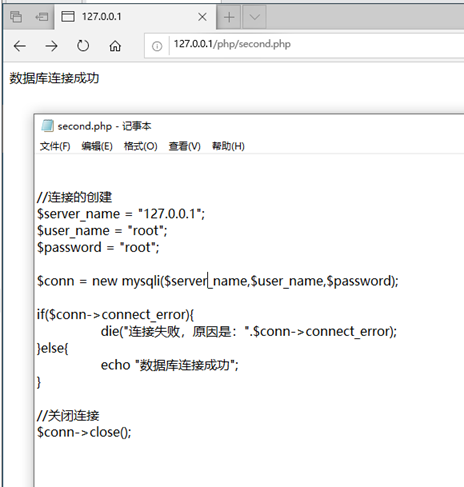 127.0.0.1
127.0.0.1/php/second.php
数据库连接成功
second.php - 记事本
文件(F) 编辑(E) 格式(O) 查看(V) 帮助(H)
//连接的创建
$server_name = "127.0.0.1";
$user_name = "root";
$password = "root";
$conn = new mysqli($server_name,$user_name,$password);
if($conn->connect_error){
die("连接失败，原因是：".$conn->connect_error);
}else{
echo "数据库连接成功";
}
//关闭连接
$conn->close();